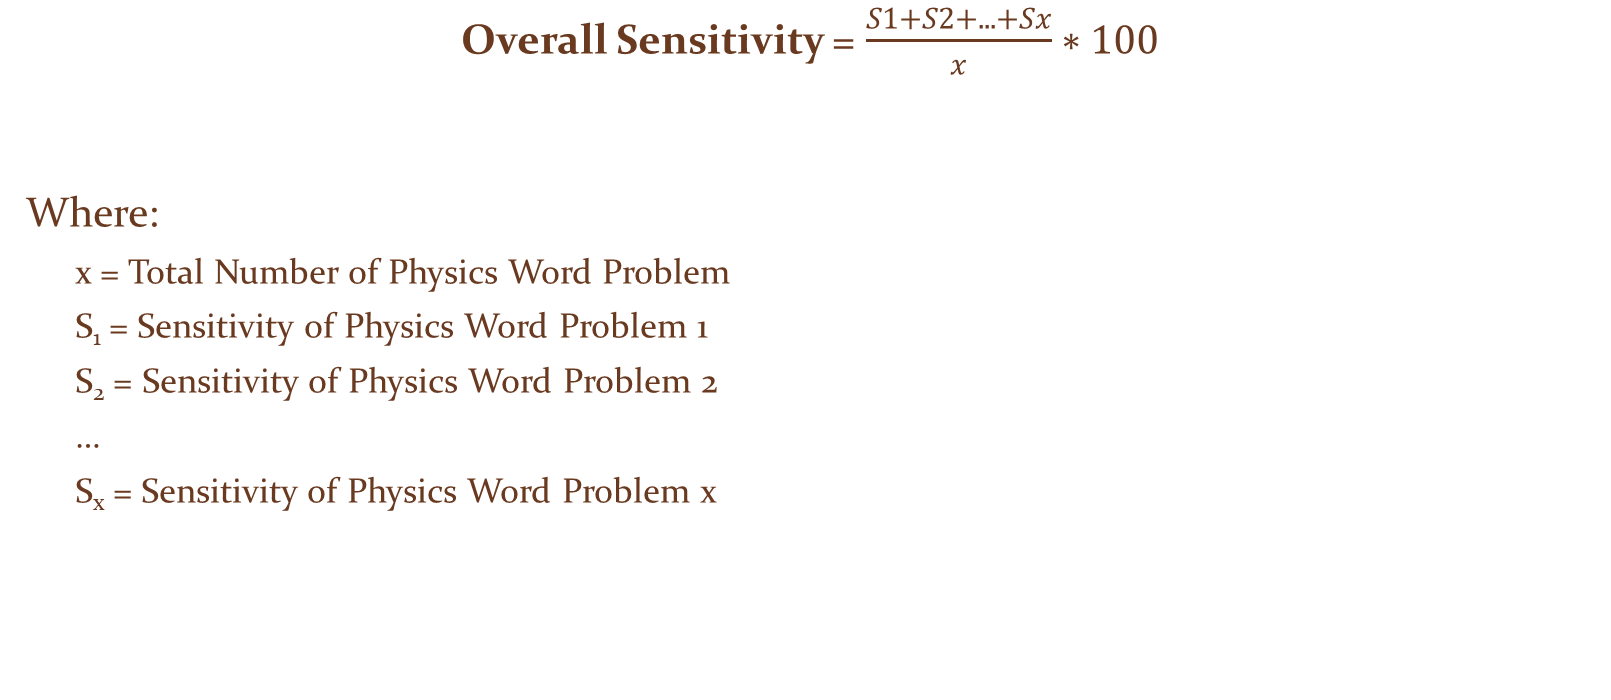 Overall Sensitivity = \frac{S1+S2+...+Sx}{x} * 100
Where:
x = Total Number of Physics Word Problem
S₁ = Sensitivity of Physics Word Problem 1
S₂ = Sensitivity of Physics Word Problem 2
...
Sₓ = Sensitivity of Physics Word Problem x